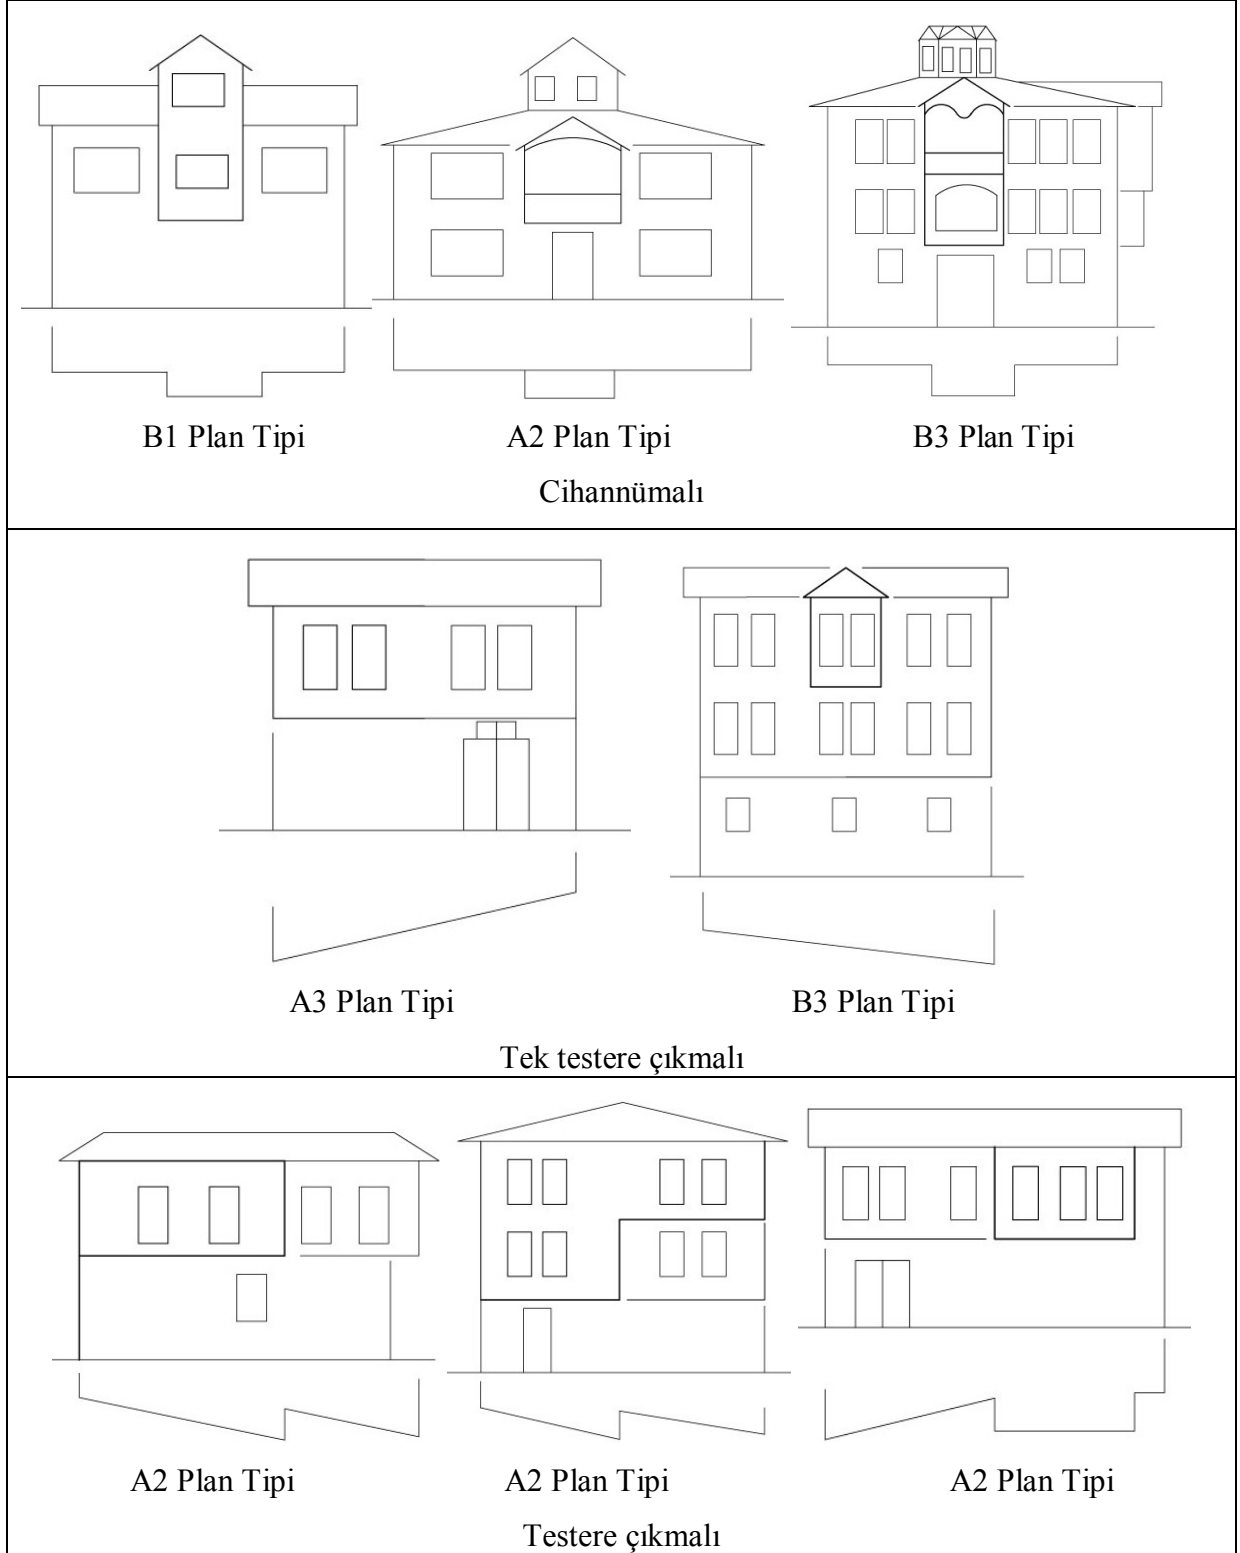 B1 Plan Tipi A2 Plan Tipi B3 Plan Tipi
Cihannümalı
A3 Plan Tipi B3 Plan Tipi
Tek testere çıkmalı
A2 Plan Tipi A2 Plan Tipi A2 Plan Tipi
Testere çıkmalı